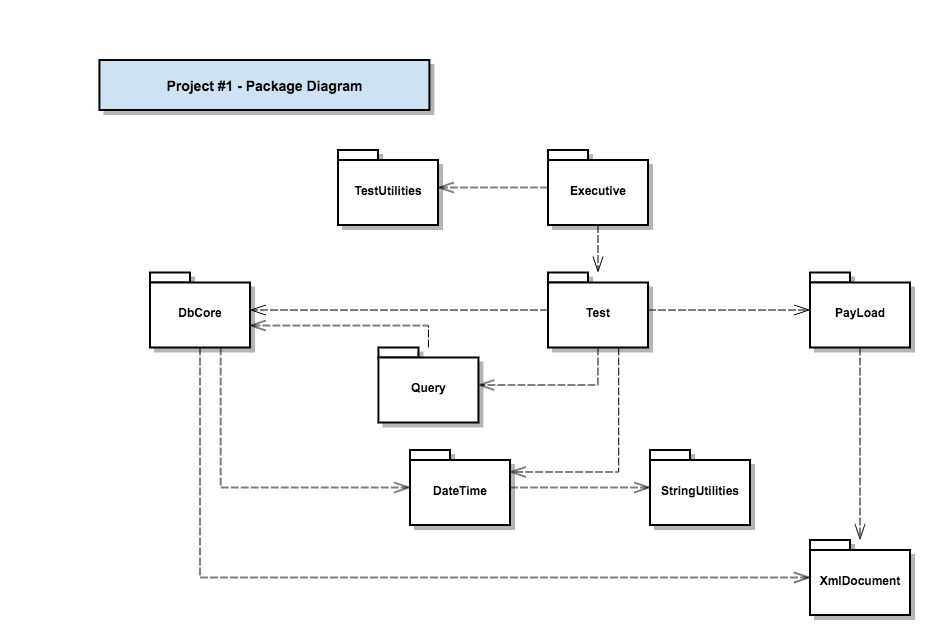 Project #1 - Package Diagram
TestUtilities
Executive
DbCore
Test
PayLoad
Query
DateTime
StringUtilities
XmlDocument